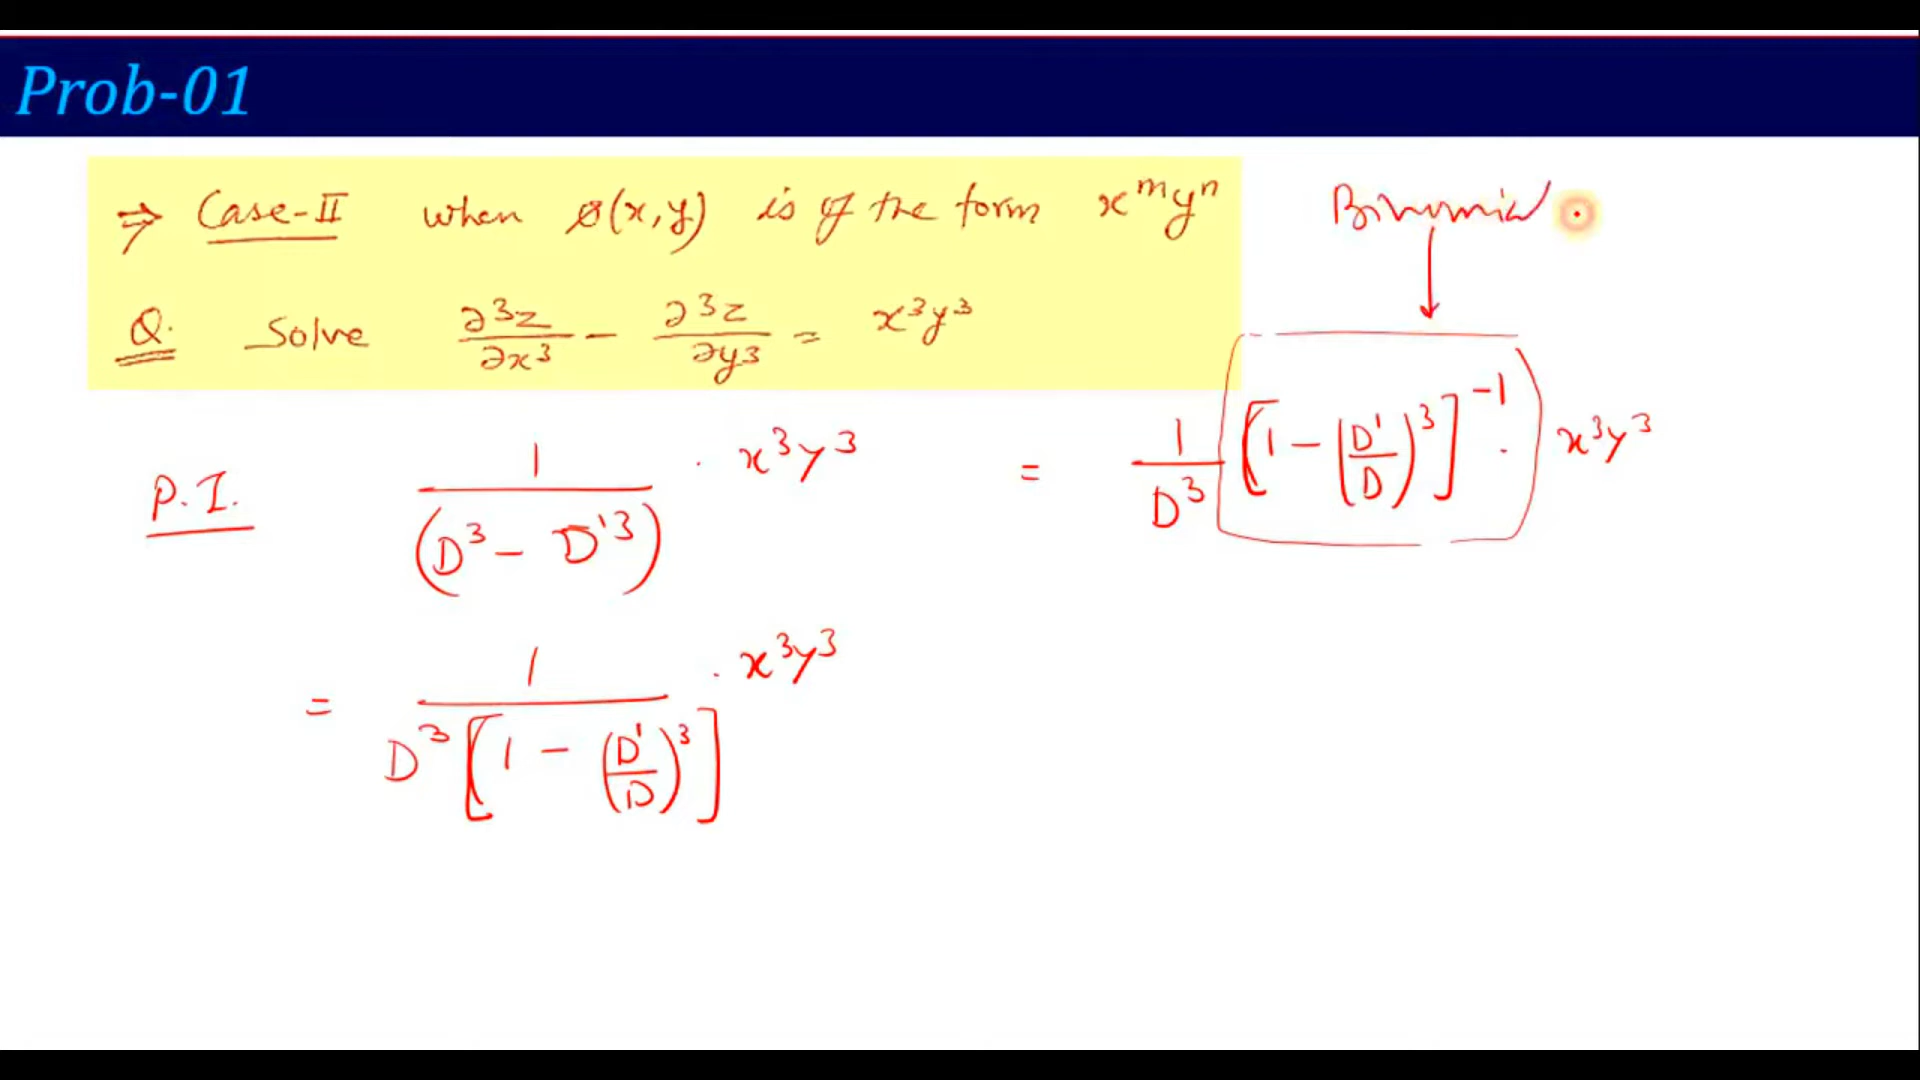 Prob-01
⇒ Case-II when ø(x,y) is of the form x^m y^n
Binomial
Q. Solve ∂³z/∂x³ − ∂³z/∂y³ = x³y³
P.I. 1/(D³ − D'³) · x³y³ = 1/D³ [1 − (D'/D)³]⁻¹ · x³y³
= 1/D³[1 − (D'/D)³] · x³y³